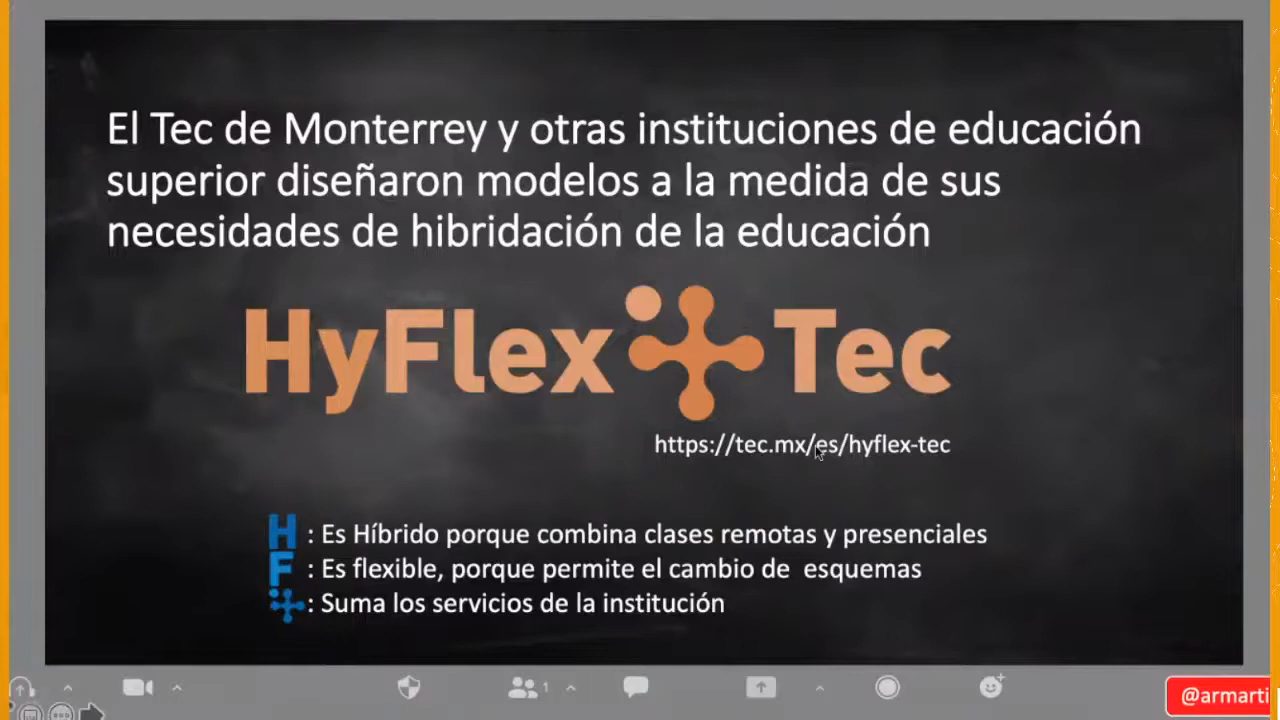 El Tec de Monterrey y otras instituciones de educación
superior diseñaron modelos a la medida de sus
necesidades de hibridación de la educación
HyFlex Tec
https://tec.mx/es/hyflex-tec
H : Es Híbrido porque combina clases remotas y presenciales
F : Es flexible, porque permite el cambio de esquemas
: Suma los servicios de la institución
1
@armarti